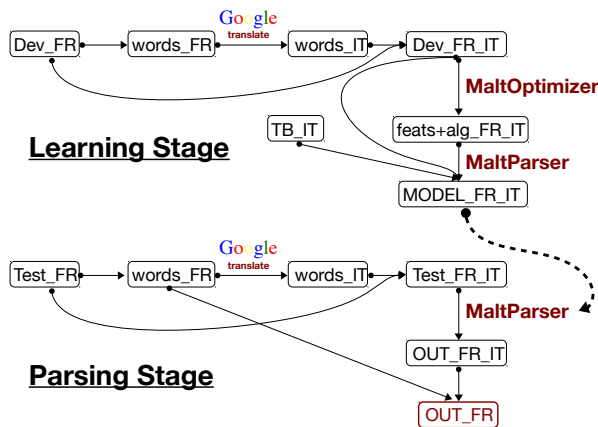 Google
translate
Dev_FR
words_FR
words_IT
Dev_FR_IT
MaltOptimizer
TB_IT
feats+alg_FR_IT
Learning Stage
MaltParser
MODEL_FR_IT
Google
translate
Test_FR
words_FR
words_IT
Test_FR_IT
MaltParser
OUT_FR_IT
Parsing Stage
OUT_FR